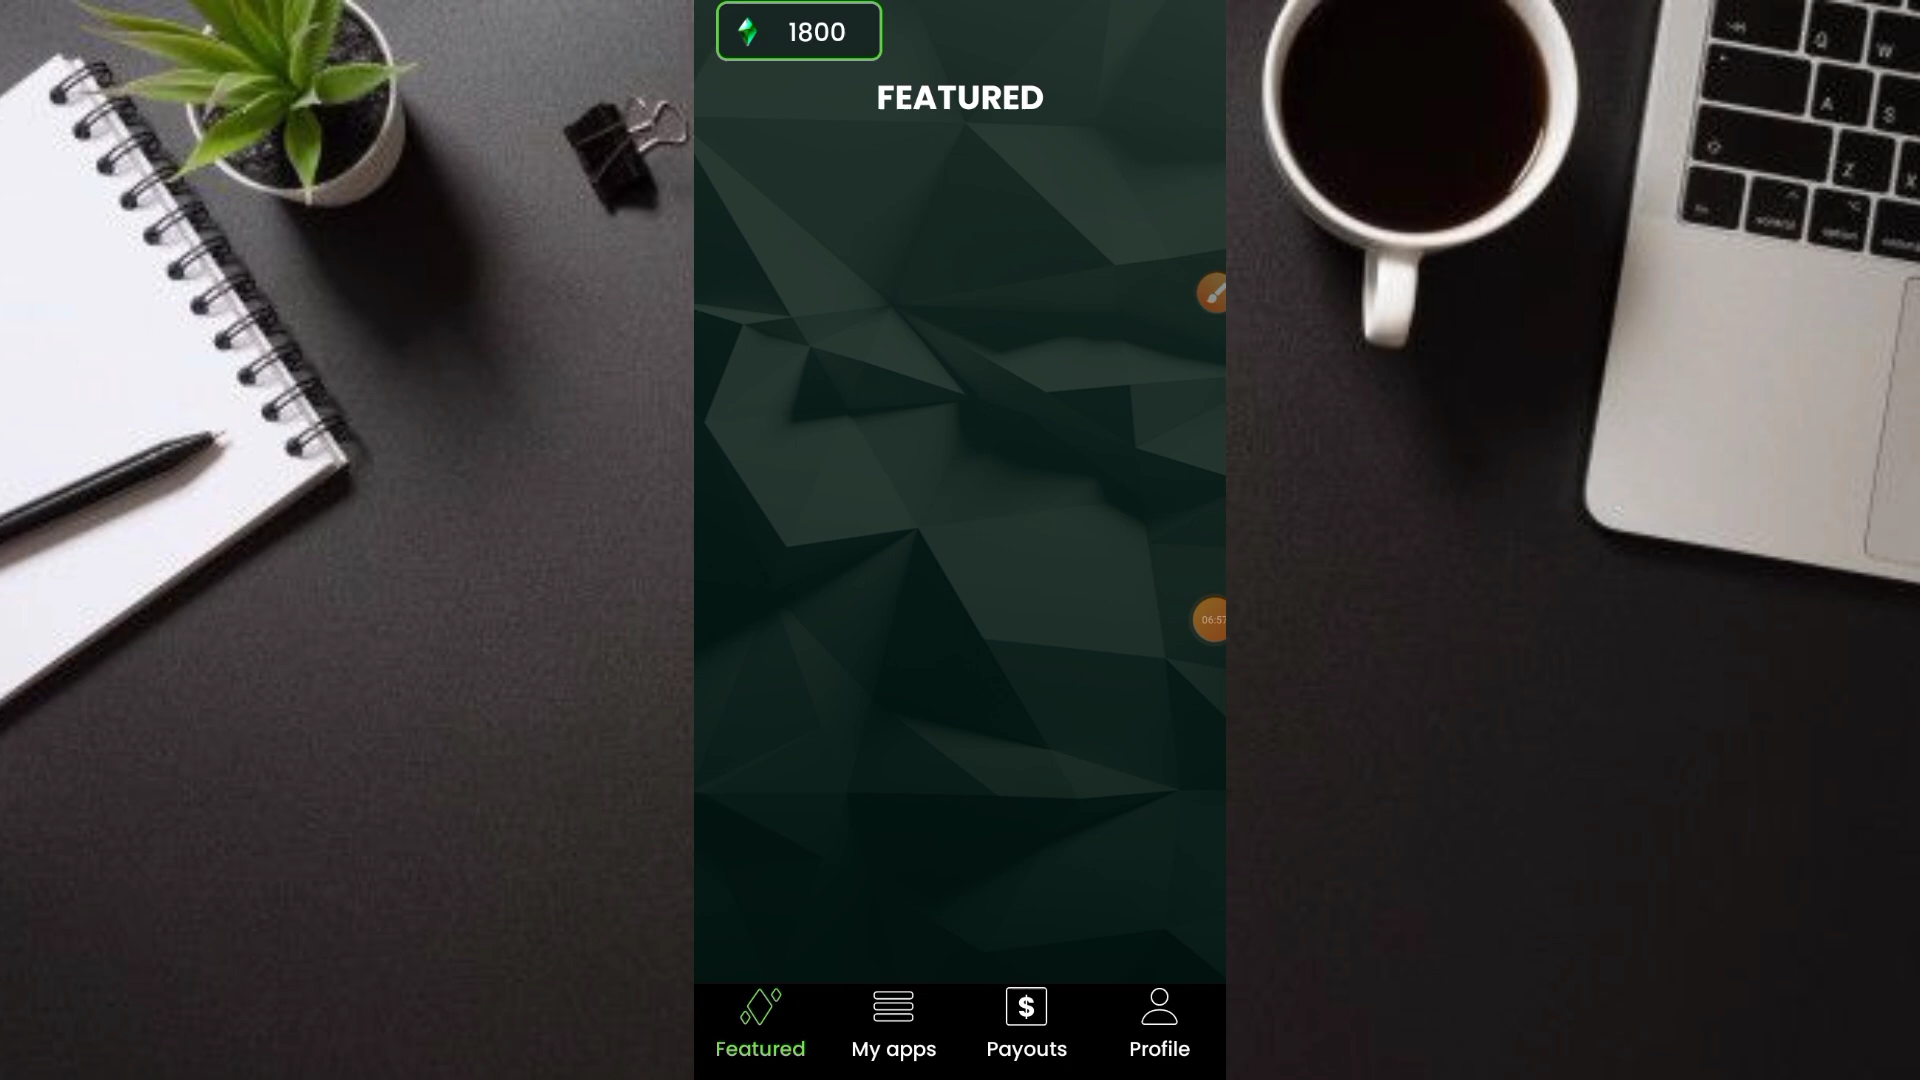 1800
FEATURED
Q
W
A
S
Z
X
06:57
Featured
My apps
Payouts
Profile